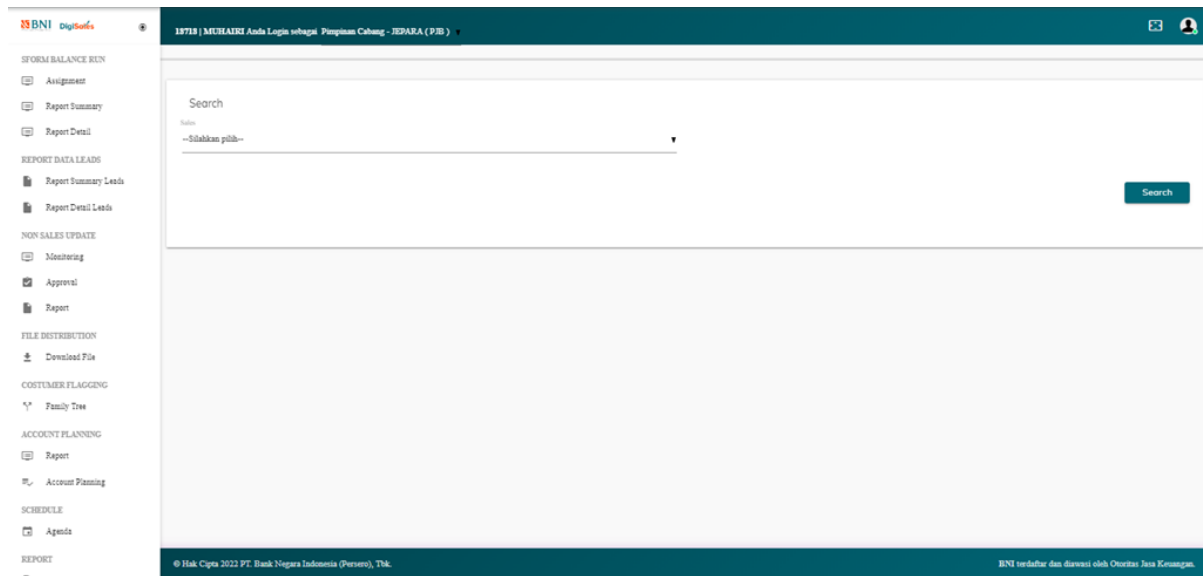 BNI DigiSales
13713 | MUHAIRI Anda Login sebagai Pimpinan Cabang - JEPARA ( PJB )
SFORM BALANCE RUN
Assignment
Report Summary
Report Detail
REPORT DATA LEADS
Report Summary Leads
Report Detail Leads
NON SALES UPDATE
Monitoring
Approval
Report
FILE DISTRIBUTION
Download File
COSTUMER FLAGGING
Family Tree
ACCOUNT PLANNING
Report
Account Planning
SCHEDULE
Agenda
REPORT
Search
Sales
--Silahkan pilih--
Search
© Hak Cipta 2022 PT. Bank Negara Indonesia (Persero), Tbk.
BNI terdaftar dan diawasi oleh Otoritas Jasa Keuangan.